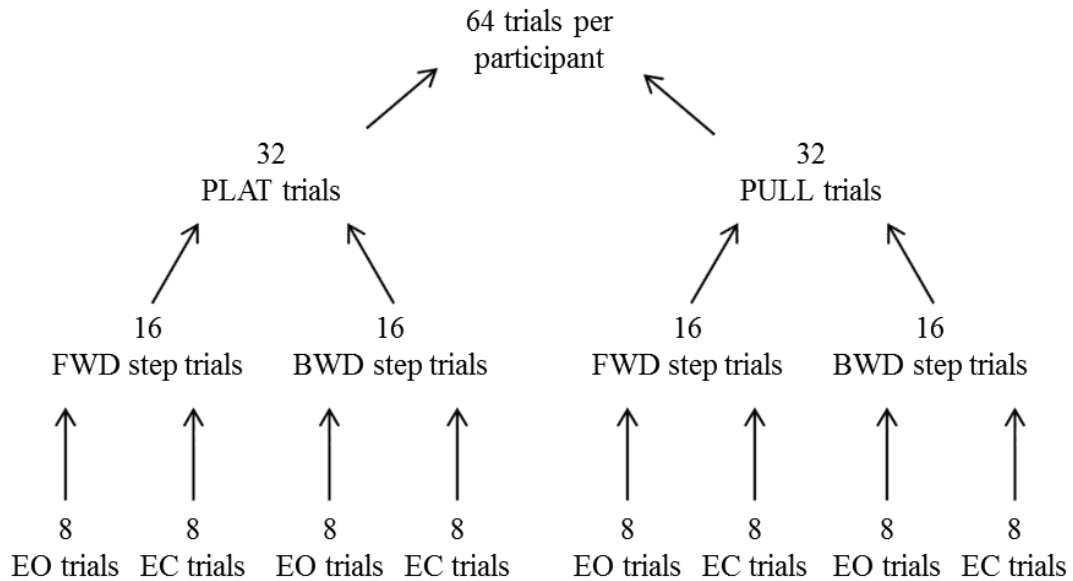 64 trials per
participant
32
PLAT trials
32
PULL trials
16
FWD step trials
16
BWD step trials
16
FWD step trials
16
BWD step trials
8
EO trials
8
EC trials
8
EO trials
8
EC trials
8
EO trials
8
EC trials
8
EO trials
8
EC trials